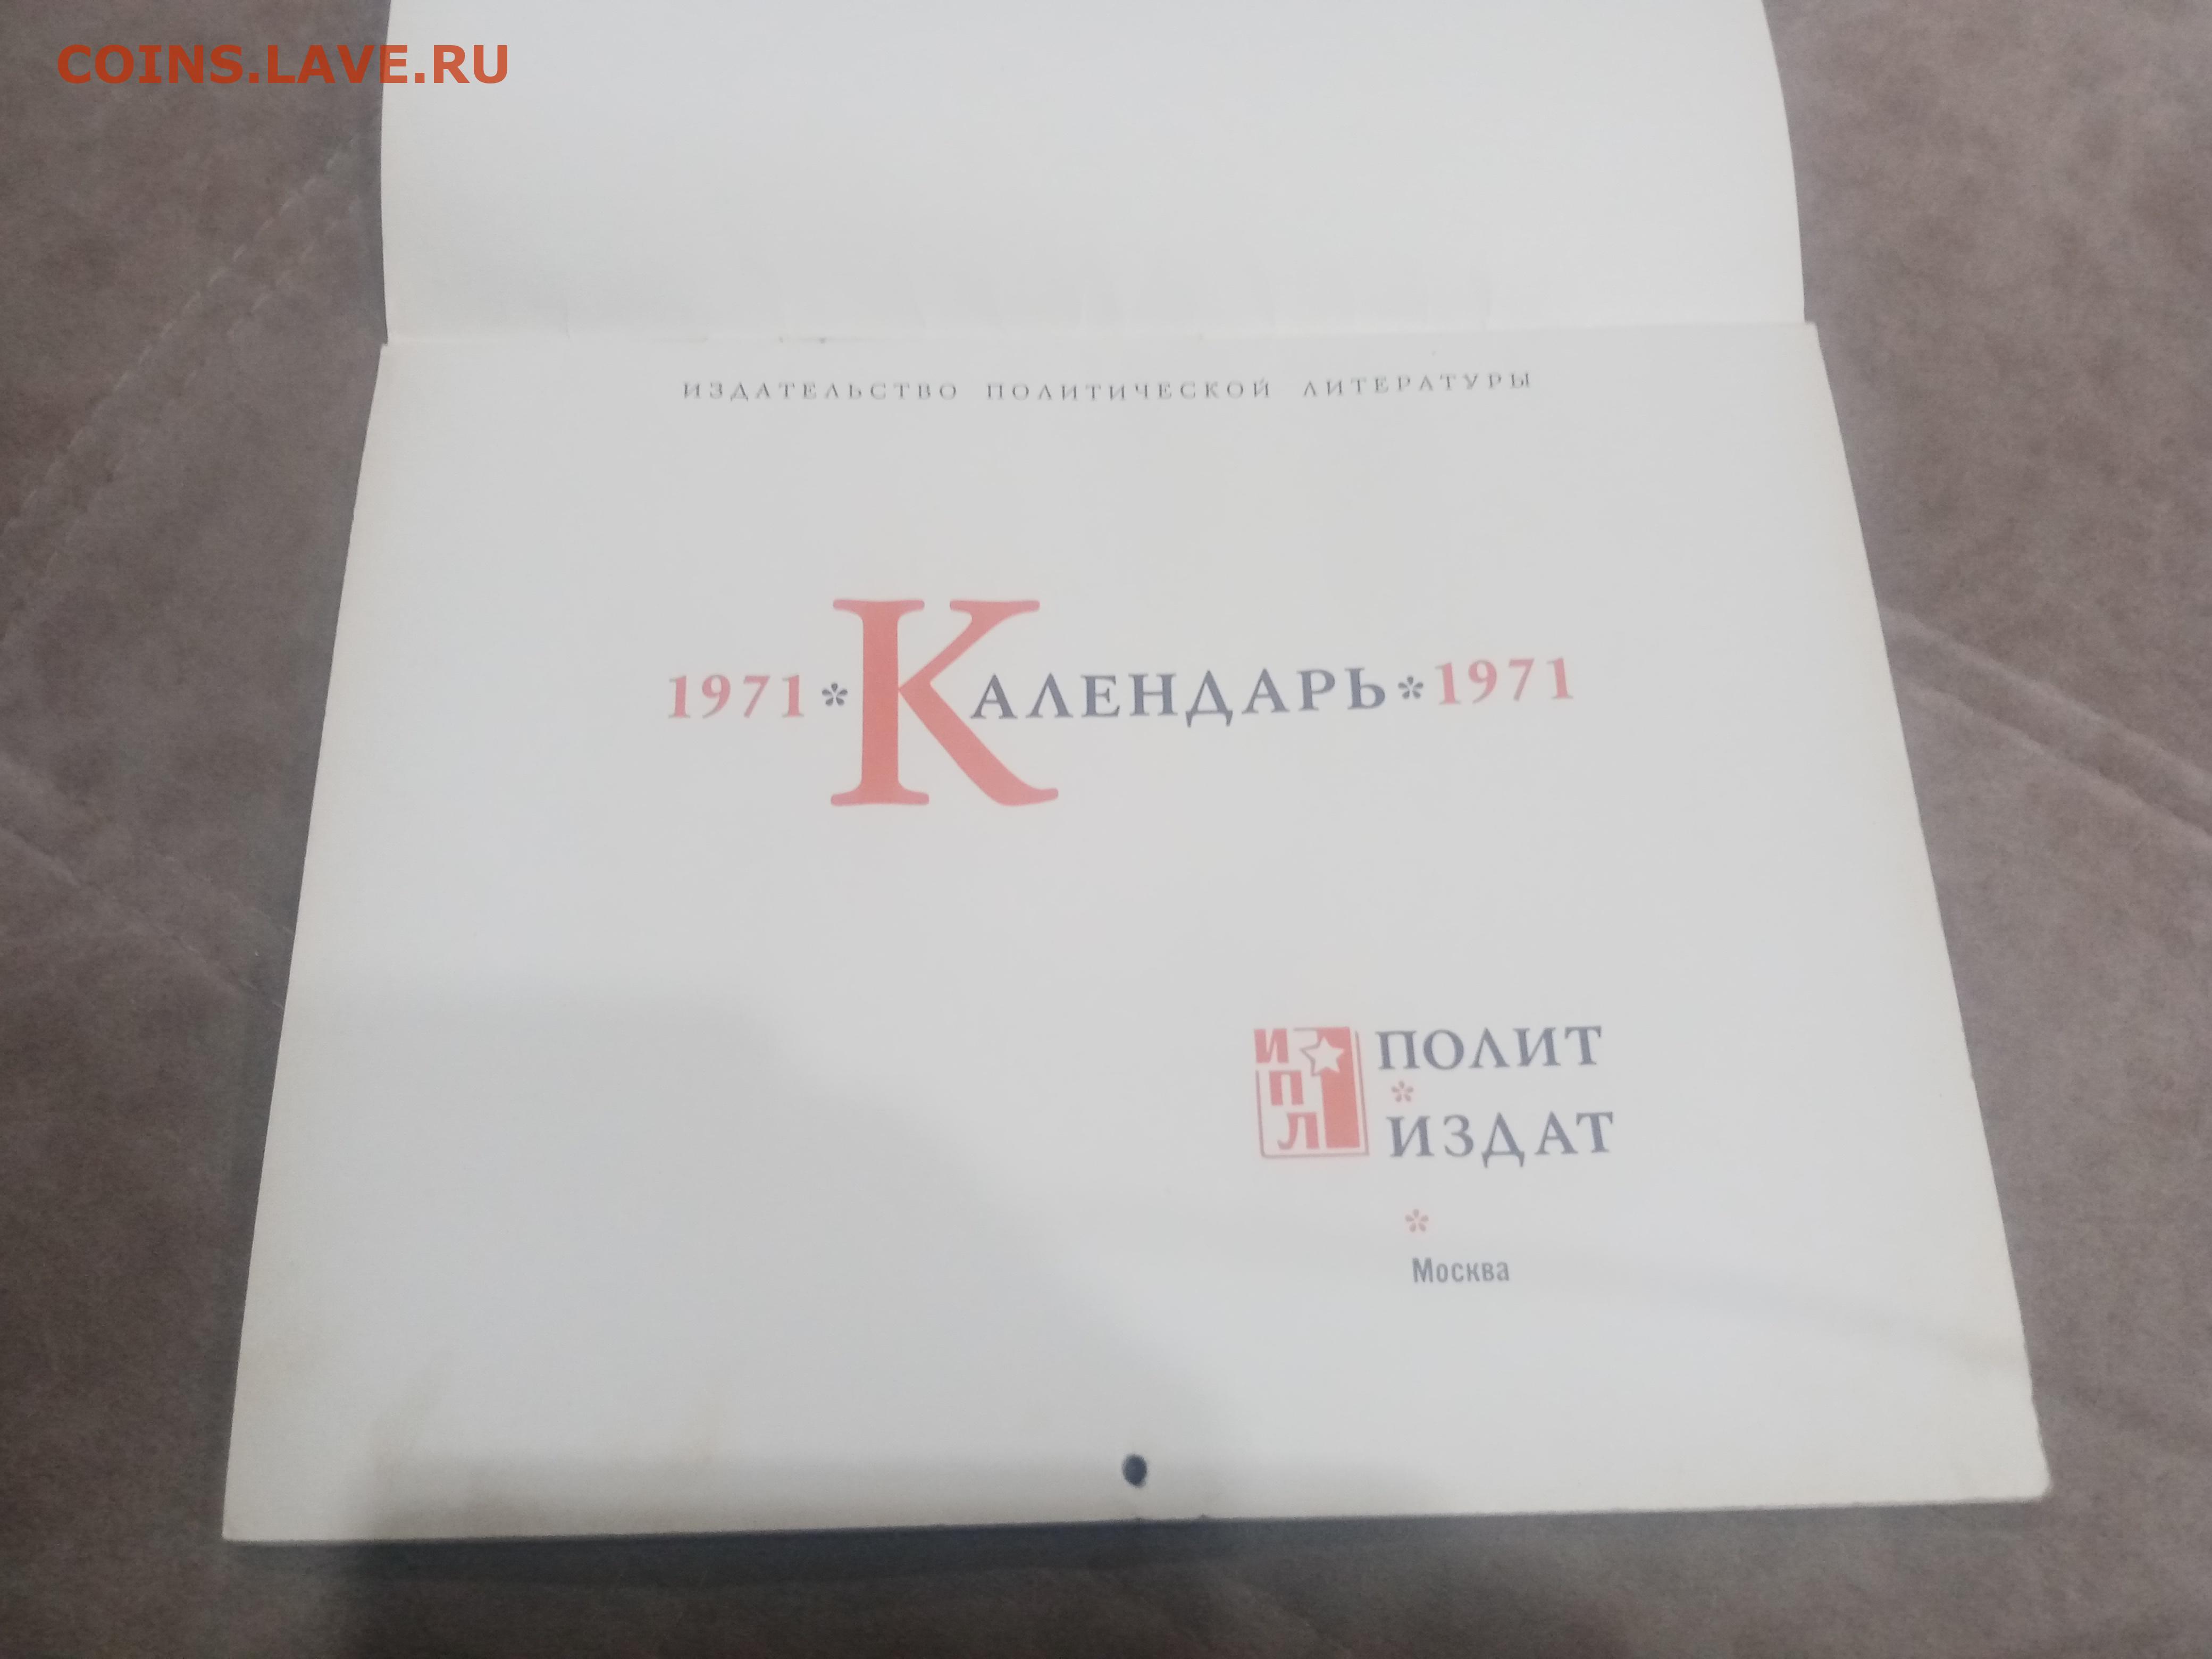 COINS.LAVE.RU
ИЗДАТЕЛЬСТВО ПОЛИТИЧЕСКОЙ ЛИТЕРАТУРЫ
1971 * КАЛЕНДАРЬ * 1971
ИПЛ
ПОЛИТ
*
ИЗДАТ
*
Москва